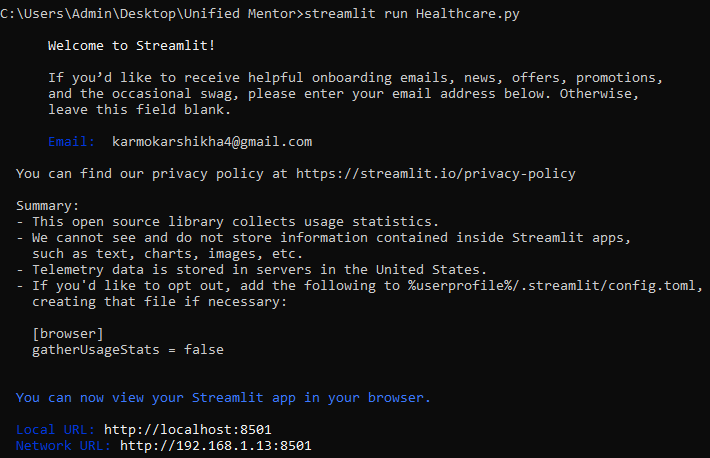 C:\Users\Admin\Desktop\Unified Mentor>streamlit run Healthcare.py
Welcome to Streamlit!
If you’d like to receive helpful onboarding emails, news, offers, promotions,
and the occasional swag, please enter your email address below. Otherwise,
leave this field blank.
Email: karmokarshikha4@gmail.com
You can find our privacy policy at https://streamlit.io/privacy-policy
Summary:
- This open source library collects usage statistics.
- We cannot see and do not store information contained inside Streamlit apps,
such as text, charts, images, etc.
- Telemetry data is stored in servers in the United States.
- If you'd like to opt out, add the following to %userprofile%/.streamlit/config.toml,
creating that file if necessary:
[browser]
gatherUsageStats = false
You can now view your Streamlit app in your browser.
Local URL: http://localhost:8501
Network URL: http://192.168.1.13:8501